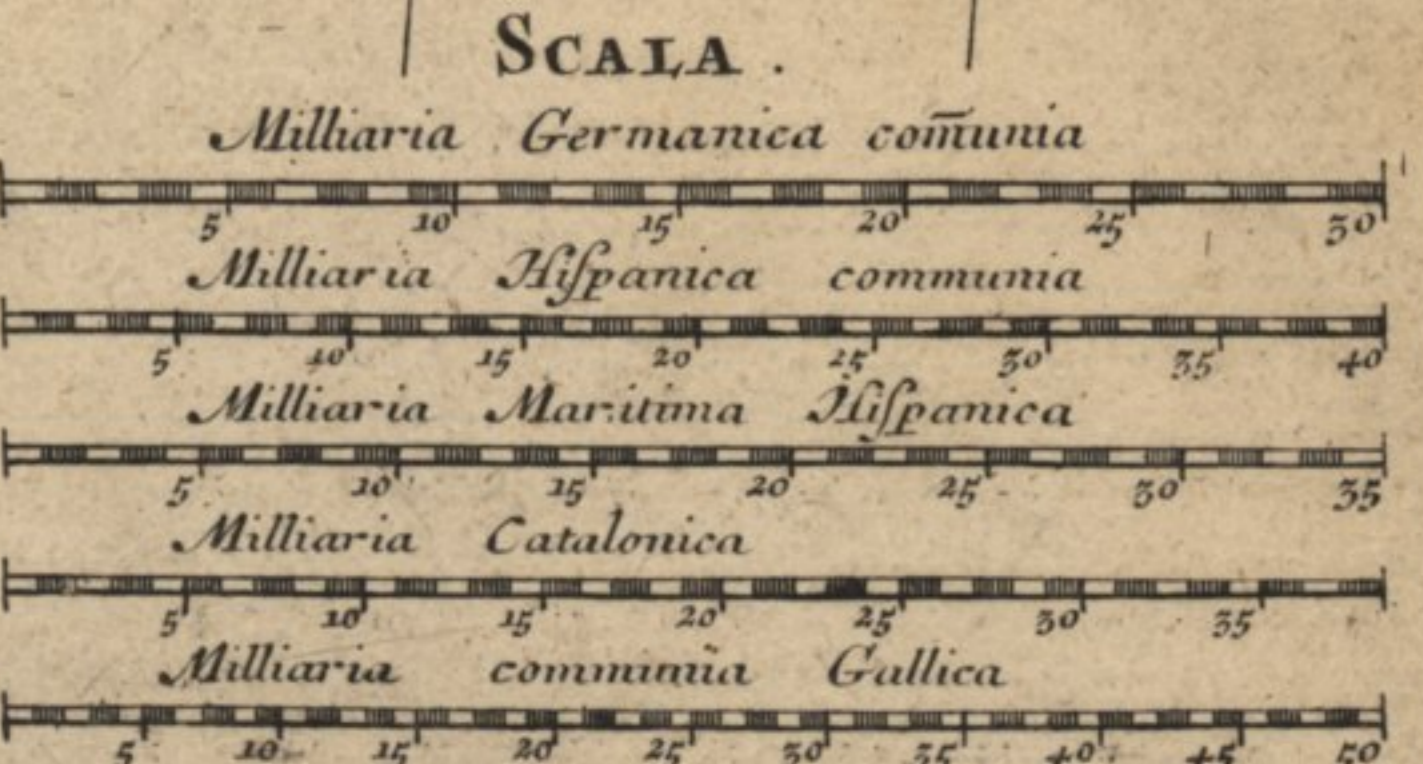 SCALA.
Milliaria Germanica com̅unia
5 10 15 20 25 30
Milliaria Hiſpanica communia
5 10 15 20 25 30 35 40
Milliaria Maritima Hiſpanica
5 10 15 20 25 30 35
Milliaria Catalonica
5 10 15 20 25 30 35
Milliaria communia Gallica
5 10 15 20 25 30 35 40 45 50